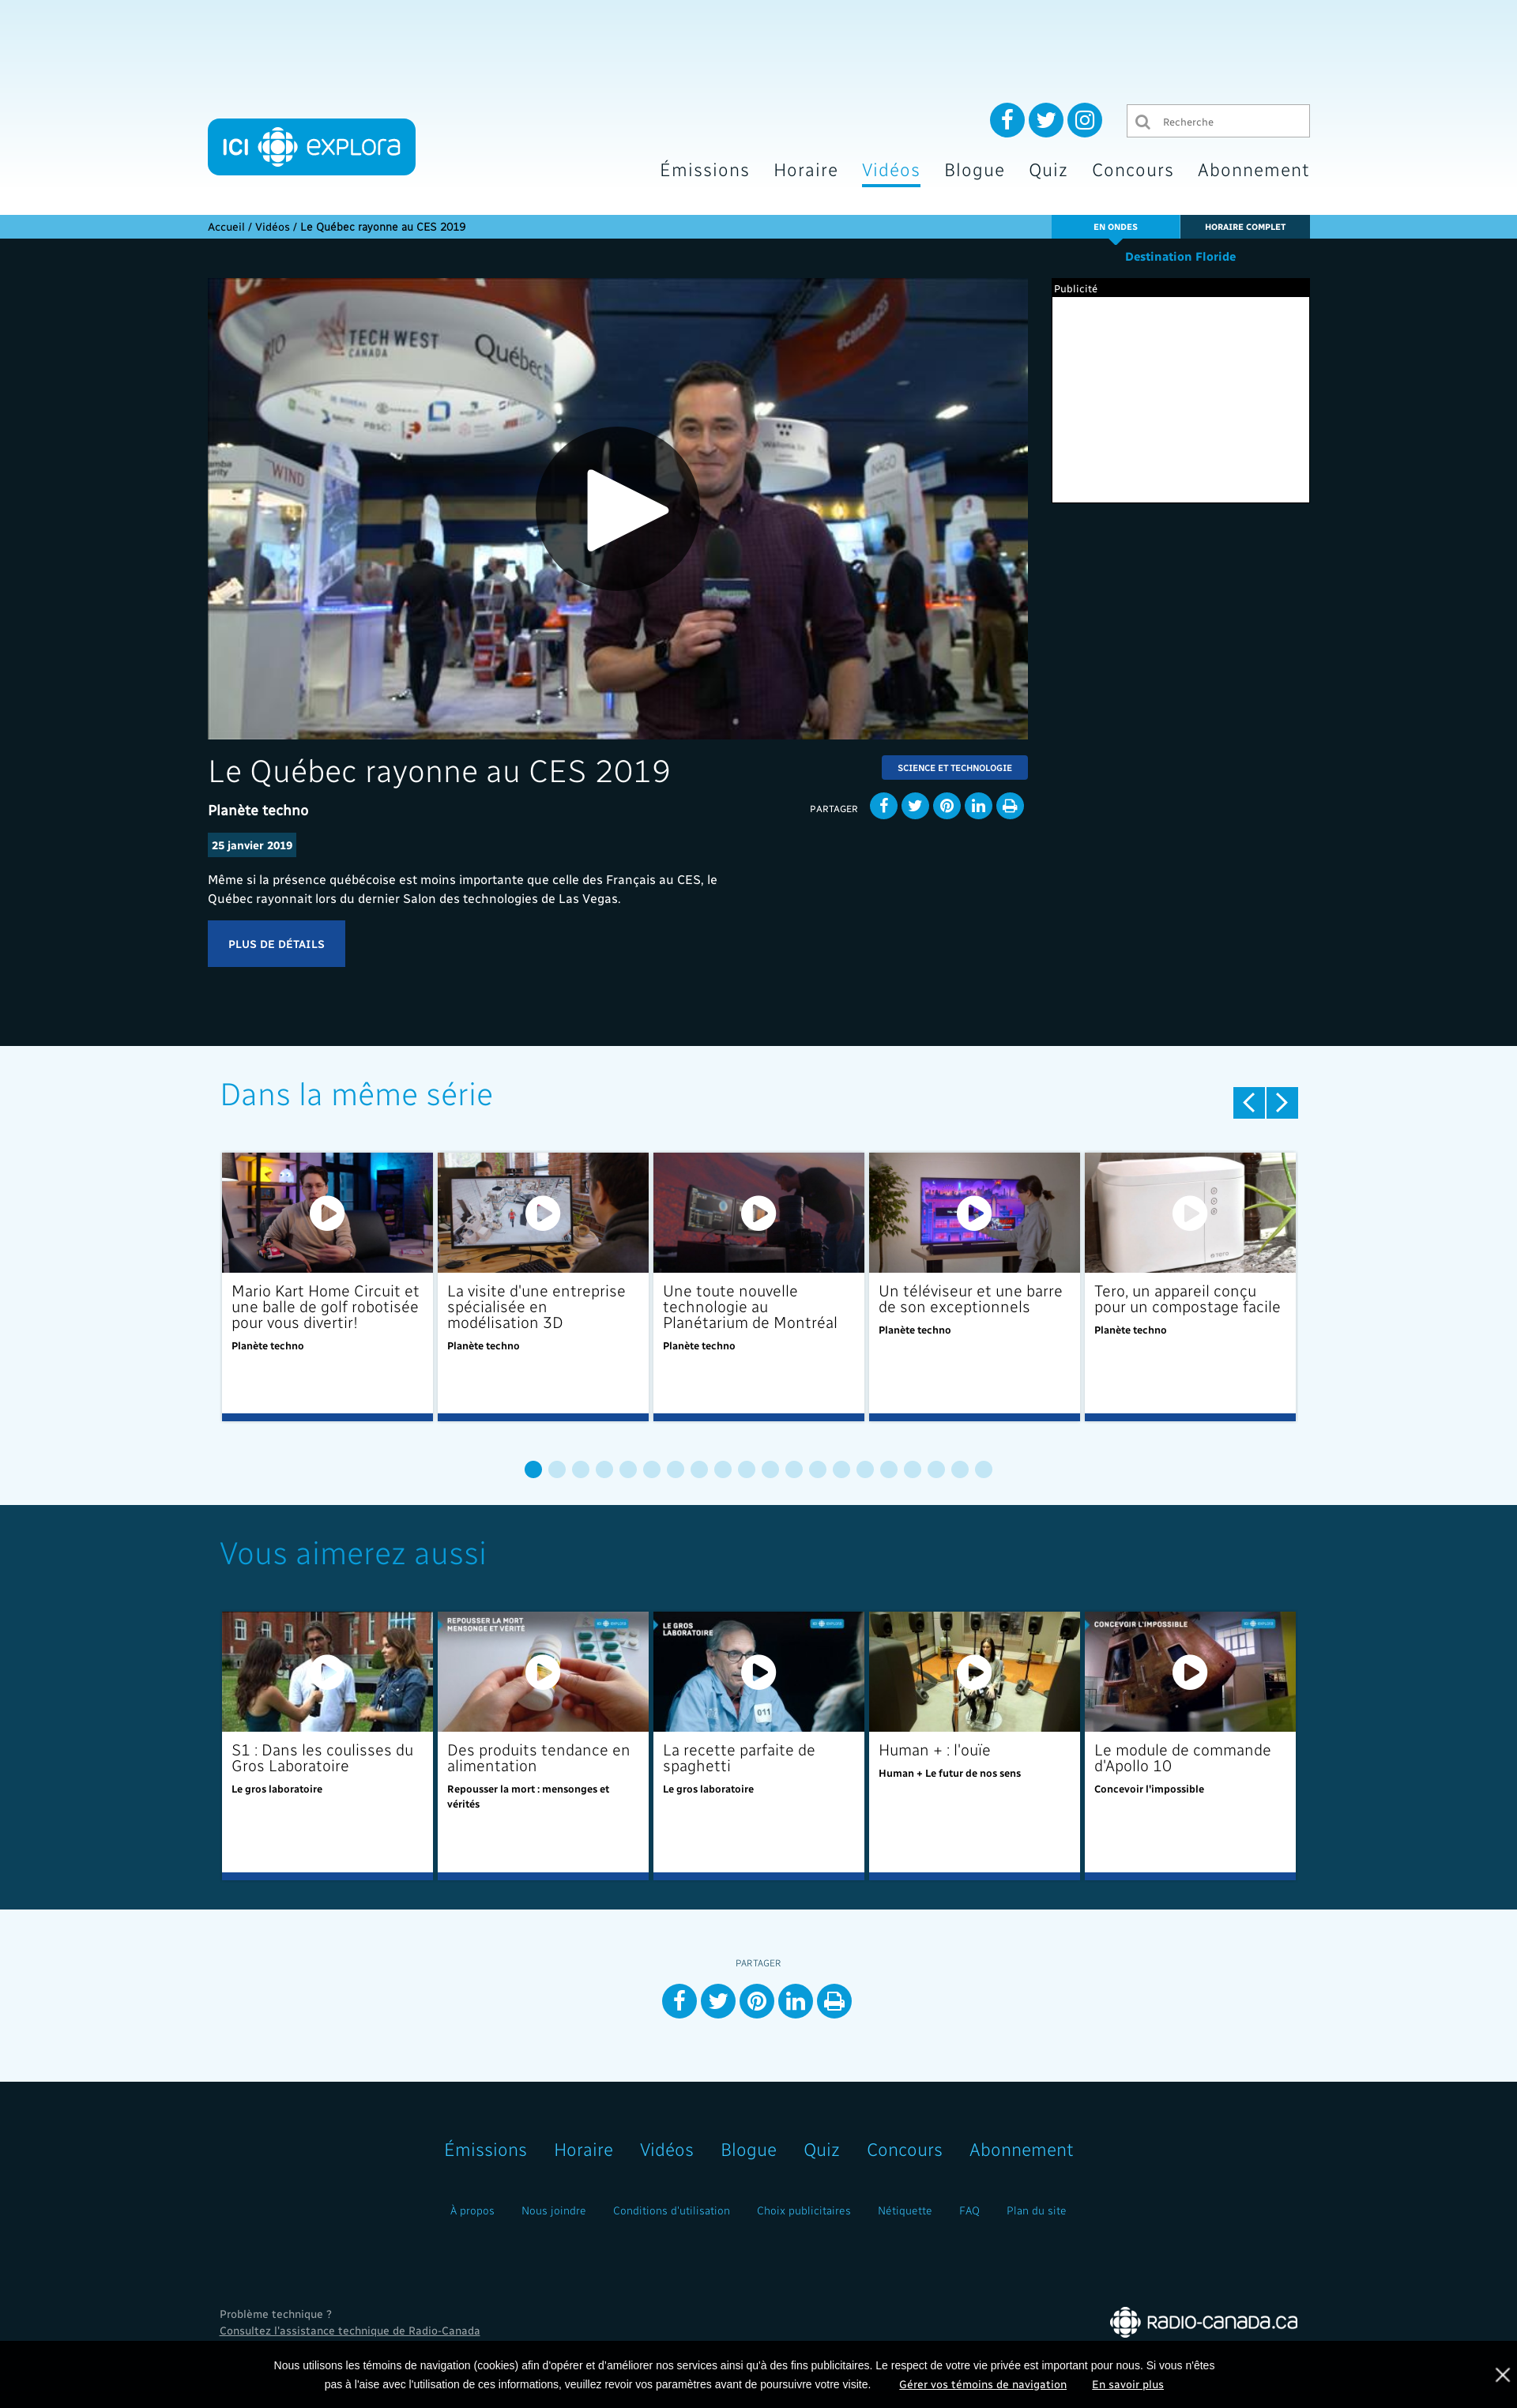 ICI explora
Recherche
Émissions Horaire Vidéos Blogue Quiz Concours Abonnement
Accueil / Vidéos / Le Québec rayonne au CES 2019
EN ONDES
HORAIRE COMPLET
Destination Floride
Publicité
TECH WEST
CANADA
Québec
#CanadaCES
WIND
Le Québec rayonne au CES 2019
SCIENCE ET TECHNOLOGIE
Planète techno
PARTAGER
25 janvier 2019
Même si la présence québécoise est moins importante que celle des Français au CES, le
Québec rayonnait lors du dernier Salon des technologies de Las Vegas.
PLUS DE DÉTAILS
Dans la même série
Mario Kart Home Circuit et
une balle de golf robotisée
pour vous divertir!
Planète techno
La visite d'une entreprise
spécialisée en
modélisation 3D
Planète techno
Une toute nouvelle
technologie au
Planétarium de Montréal
Planète techno
Un téléviseur et une barre
de son exceptionnels
Planète techno
tero
Tero, un appareil conçu
pour un compostage facile
Planète techno
Vous aimerez aussi
S1 : Dans les coulisses du
Gros Laboratoire
Le gros laboratoire
REPOUSSER LA MORT
MENSONGE ET VÉRITÉ
Des produits tendance en
alimentation
Repousser la mort : mensonges et
vérités
LE GROS
LABORATOIRE
011
La recette parfaite de
spaghetti
Le gros laboratoire
Human + : l'ouïe
Human + Le futur de nos sens
CONCEVOIR L'IMPOSSIBLE
Le module de commande
d'Apollo 10
Concevoir l'impossible
PARTAGER
Émissions Horaire Vidéos Blogue Quiz Concours Abonnement
À propos Nous joindre Conditions d'utilisation Choix publicitaires Nétiquette FAQ Plan du site
Problème technique ?
Consultez l'assistance technique de Radio-Canada
RADIO-CANADA.CA
Nous utilisons les témoins de navigation (cookies) afin d'opérer et d'améliorer nos services ainsi qu'à des fins publicitaires. Le respect de votre vie privée est important pour nous. Si vous n'êtes
pas à l'aise avec l'utilisation de ces informations, veuillez revoir vos paramètres avant de poursuivre votre visite. Gérer vos témoins de navigation En savoir plus